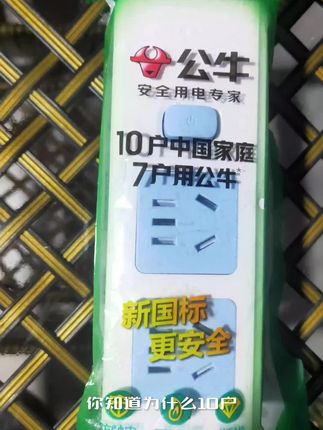 公牛
安全用电专家
10户中国家庭
7户用公牛
新国标
更安全
你知道为什么10户